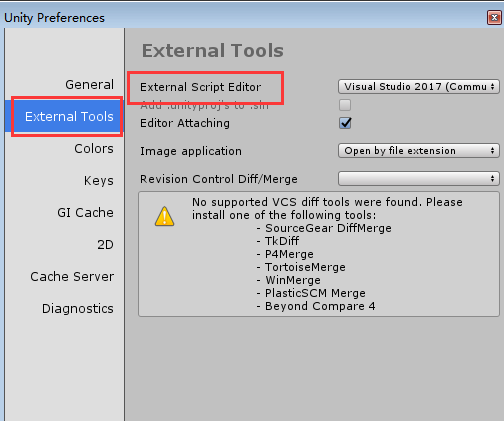 Unity Preferences
External Tools
General
External Tools
Colors
Keys
GI Cache
2D
Cache Server
Diagnostics
External Script Editor
Visual Studio 2017 (Commu
Add .unityproj's to .sln
Editor Attaching
Image application
Open by file extension
Revision Control Diff/Merge
No supported VCS diff tools were found. Please
install one of the following tools:
- SourceGear DiffMerge
- TkDiff
- P4Merge
- TortoiseMerge
- WinMerge
- PlasticSCM Merge
- Beyond Compare 4